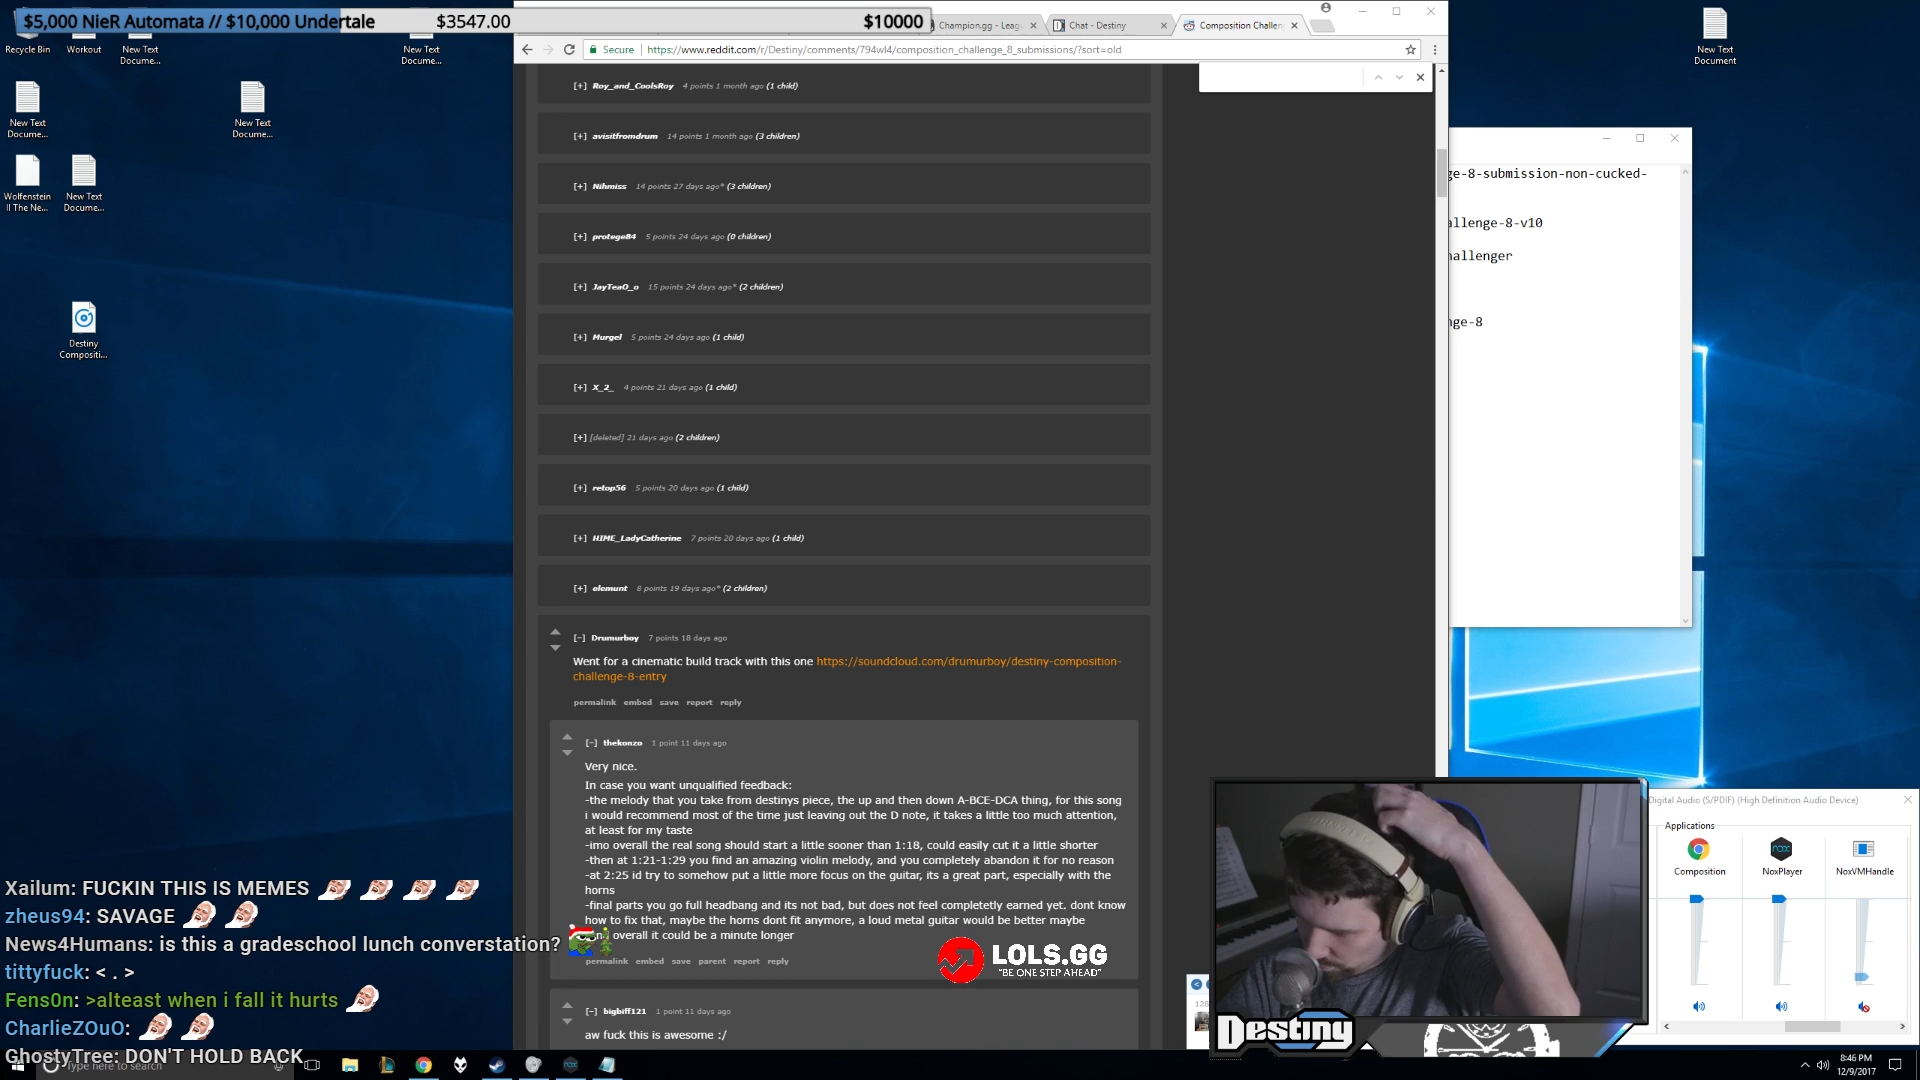 $5,000 NieR Automata // $10,000 Undertale
$3547.00
$10000
Champion.gg - Leag
Chat - Destiny
Composition Challen
Secure
https://www.reddit.com/r/Destiny/comments/794wl4/composition_challenge_8_submissions/?sort=old
Recycle Bin
Workout
New Text Docume...
New Text Docume...
New Text Document
New Text Docume...
New Text Docume...
Wolfenstein II The Ne...
New Text Docume...
Destiny Compositi...
[+] Roy_and_CoolsRoy 4 points 1 month ago (1 child)
[+] avisitfromdrum 14 points 1 month ago (3 children)
[+] Nihmiss 14 points 27 days ago* (3 children)
[+] protege84 5 points 24 days ago (0 children)
[+] JayTeaO_o 15 points 24 days ago* (2 children)
[+] Murgel 5 points 24 days ago (1 child)
[+] X_2_ 4 points 21 days ago (1 child)
[+] [deleted] 21 days ago (2 children)
[+] retop56 5 points 20 days ago (1 child)
[+] HIME_LadyCatherine 7 points 20 days ago (1 child)
[+] elemunt 8 points 19 days ago* (2 children)
[–] Drumurboy 7 points 18 days ago
Went for a cinematic build track with this one https://soundcloud.com/drumurboy/destiny-composition-
challenge-8-entry
permalink embed save report reply
[–] thekonzo 1 point 11 days ago
Very nice.
In case you want unqualified feedback:
-the melody that you take from destinys piece, the up and then down A-BCE-DCA thing, for this song
i would recommend most of the time just leaving out the D note, it takes a little too much attention,
at least for my taste
-imo overall the real song should start a little sooner than 1:18, could easily cut it a little shorter
-then at 1:21-1:29 you find an amazing violin melody, and you completely abandon it for no reason
-at 2:25 id try to somehow put a little more focus on the guitar, its a great part, especially with the
horns
-final parts you go full headbang and its not bad, but does not feel completetly earned yet. dont know
how to fix that, maybe the horns dont fit anymore, a loud metal guitar would be better maybe
overall it could be a minute longer
permalink embed save parent report reply
[–] bigbiff121 1 point 11 days ago
aw fuck this is awesome :/
LOLS.GG
"BE ONE STEP AHEAD"
ge-8-submission-non-cucked-
allenge-8-v10
hallenger
nge-8
Digital Audio (S/PDIF) (High Definition Audio Device)
Applications
Composition
NoxPlayer
NoxVMHandle
Xailum: FUCKIN THIS IS MEMES
zheus94: SAVAGE
News4Humans: is this a gradeschool lunch converstation?
tittyfuck: < . >
Fens0n: >alteast when i fall it hurts
CharlieZOuO:
GhostyTree: DON'T HOLD BACK
Type here to search
Destiny
8:46 PM
12/9/2017